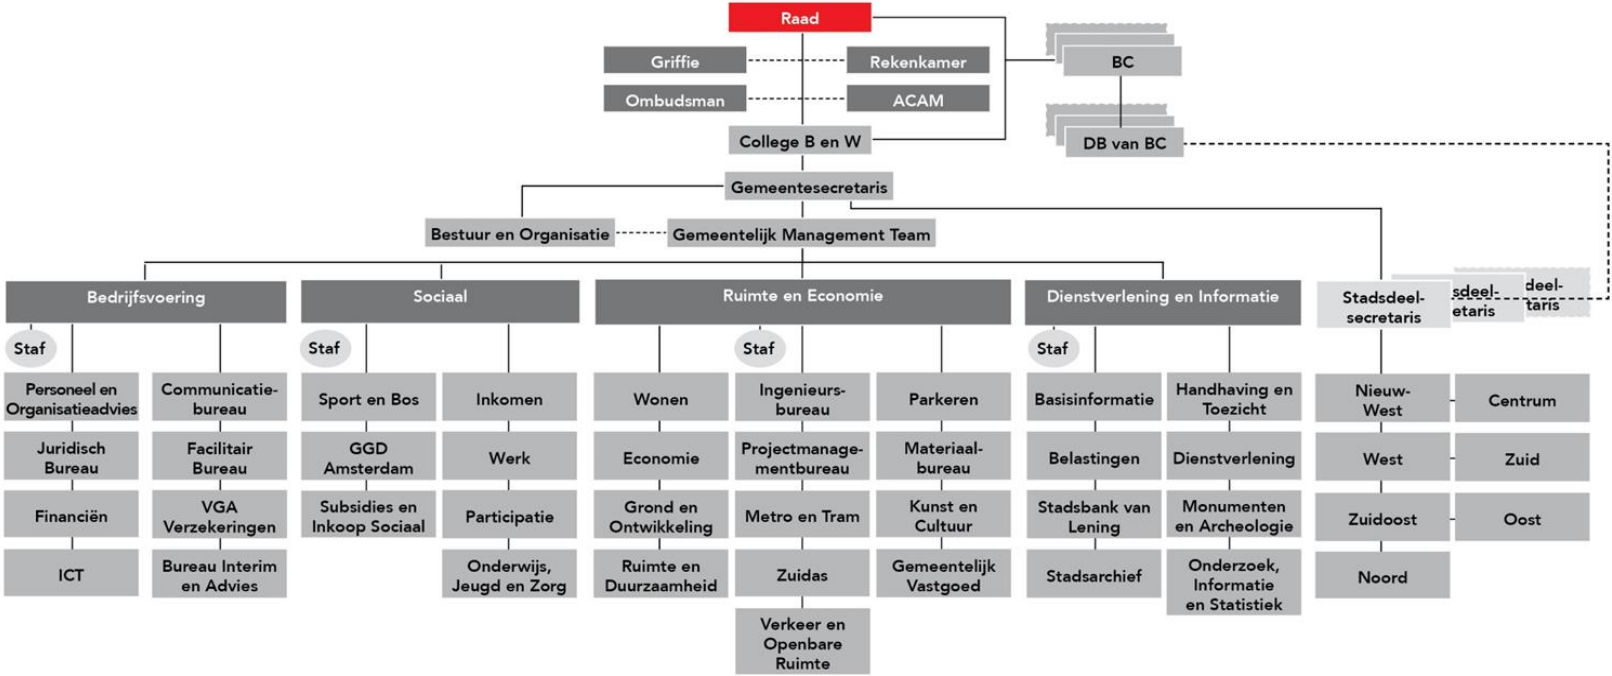 Raad
Griffie
Rekenkamer
BC
Ombudsman
ACAM
College B en W
DB van BC
Gemeentesecretaris
Bestuur en Organisatie
Gemeentelijk Management Team
Bedrijfsvoering
Sociaal
Ruimte en Economie
Dienstverlening en Informatie
Stadsdeel-
secretaris
sdeel-
etaris
deel-
taris
Staf
Staf
Staf
Staf
Personeel en
Organisatieadvies
Communicatie-
bureau
Sport en Bos
Inkomen
Wonen
Ingenieurs-
bureau
Parkeren
Basisinformatie
Handhaving en
Toezicht
Nieuw-
West
Centrum
Juridisch
Bureau
Facilitair
Bureau
GGD
Amsterdam
Werk
Economie
Projectmanage-
mentbureau
Materiaal-
bureau
Belastingen
Dienstverlening
West
Zuid
Financiën
VGA
Verzekeringen
Subsidies en
Inkoop Sociaal
Participatie
Grond en
Ontwikkeling
Metro en Tram
Kunst en
Cultuur
Stadsbank van
Lening
Monumenten
en Archeologie
Zuidoost
Oost
ICT
Bureau Interim
en Advies
Onderwijs,
Jeugd en Zorg
Ruimte en
Duurzaamheid
Zuidas
Gemeentelijk
Vastgoed
Stadsarchief
Onderzoek,
Informatie
en Statistiek
Noord
Verkeer en
Openbare
Ruimte